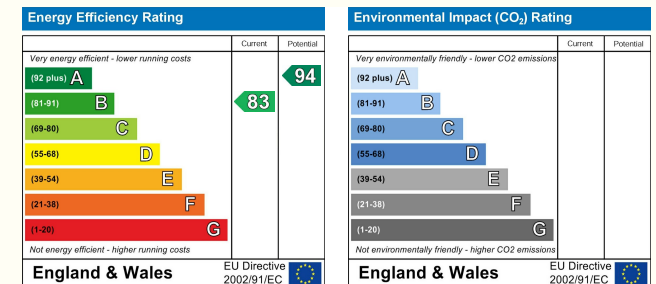 Energy Efficiency Rating
Current
Potential
Very energy efficient - lower running costs
(92 plus) A
94
(81-91) B
83
(69-80) C
(55-68) D
(39-54) E
(21-38) F
(1-20) G
Not energy efficient - higher running costs
England & Wales
EU Directive
2002/91/EC
Environmental Impact (CO₂) Rating
Current
Potential
Very environmentally friendly - lower CO2 emissions
(92 plus) A
(81-91) B
(69-80) C
(55-68) D
(39-54) E
(21-38) F
(1-20) G
Not environmentally friendly - higher CO2 emissions
England & Wales
EU Directive
2002/91/EC